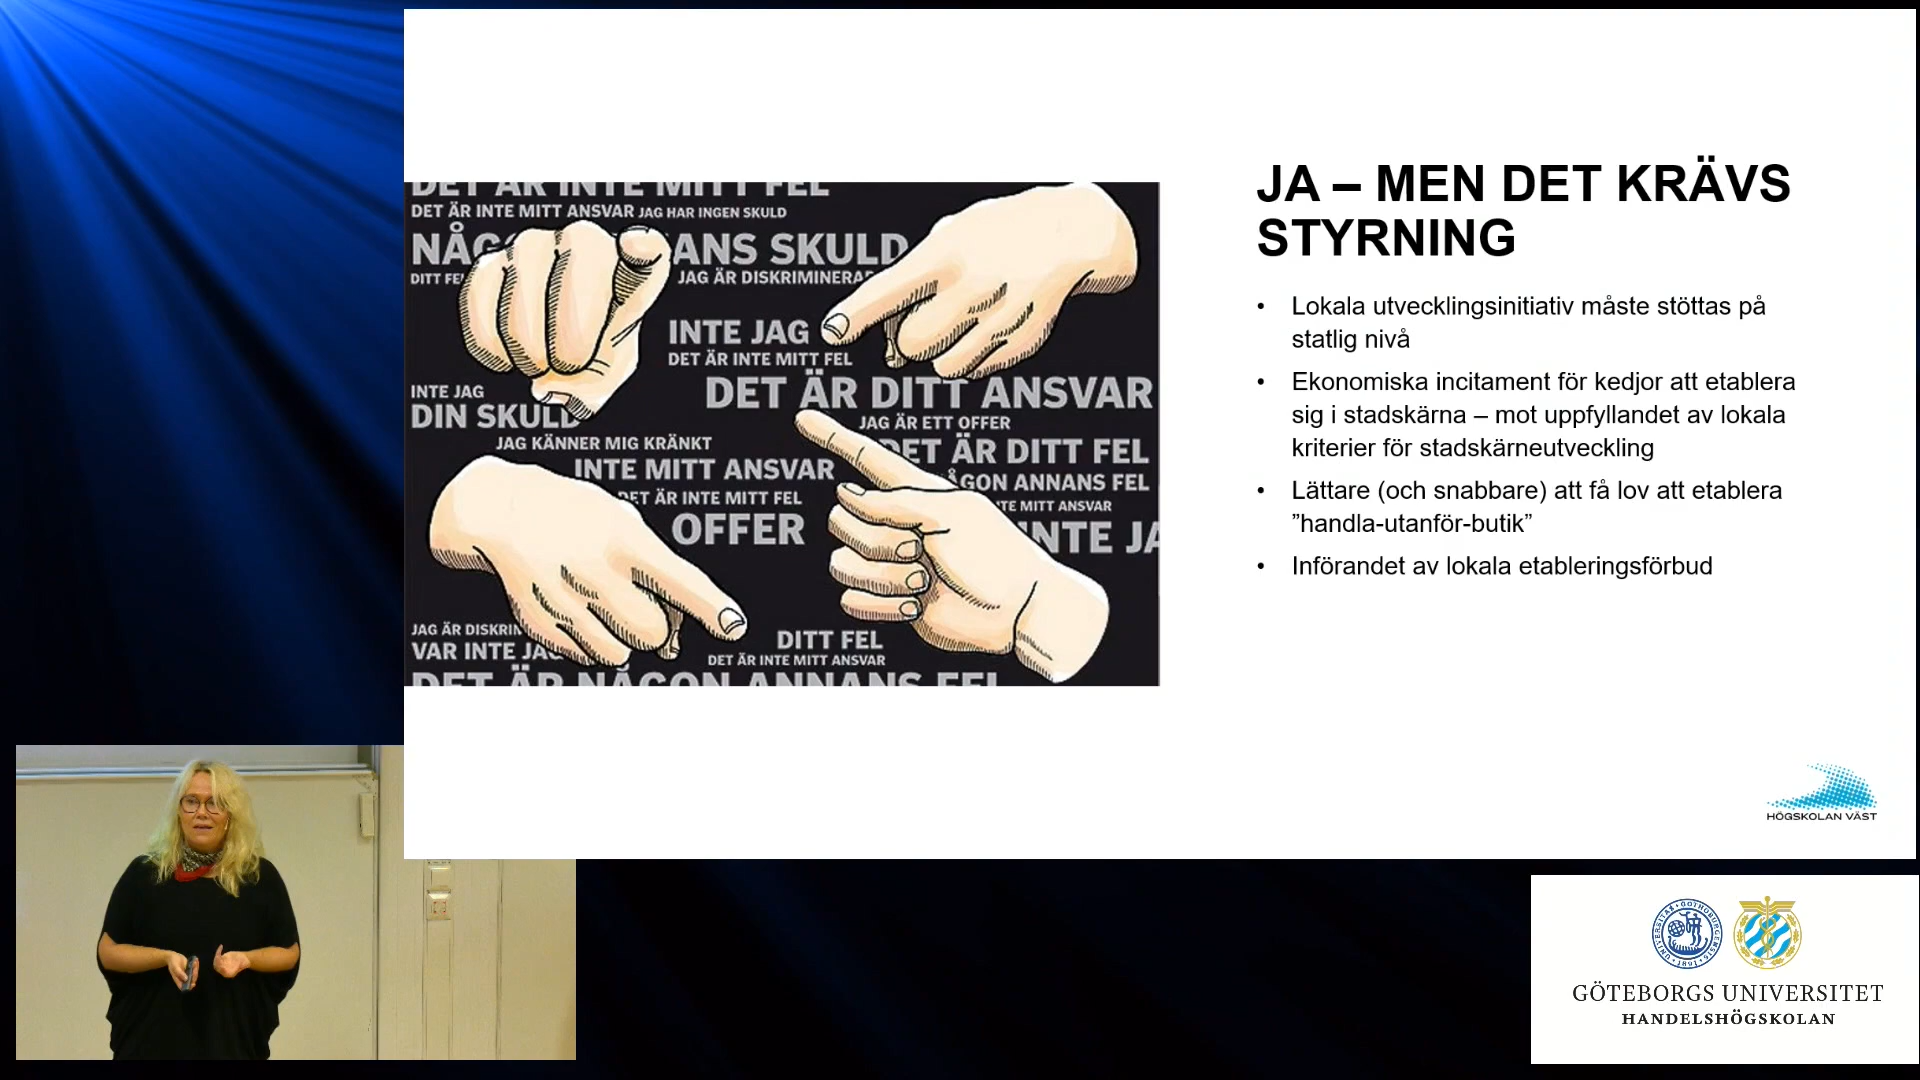 DET ÄR INTE MITT FEL
DET ÄR INTE MITT ANSVAR JAG HAR INGEN SKULD
ANS SKULD
DITT FEL
JAG ÄR DISKRIMINERAD
INTE JAG
DET ÄR INTE MITT FEL
DET ÄR DITT ANSVAR
INTE JAG
DIN SKULD
JAG ÄR ETT OFFER
JAG KÄNNER MIG KRÄNKT
DET ÄR DITT FEL
INTE MITT ANSVAR
ÅGON ANNANS FEL
DET ÄR INTE MITT FEL
TE MITT ANSVAR
OFFER
INTE JA
JAG ÄR DISKRIM
VAR INTE JAG
DITT FEL
DET ÄR INTE MITT ANSVAR
DET ÄR NÅGON ANNANS FEL
JA – MEN DET KRÄVS
STYRNING
• Lokala utvecklingsinitiativ måste stöttas på
statlig nivå
• Ekonomiska incitament för kedjor att etablera
sig i stadskärna – mot uppfyllandet av lokala
kriterier för stadskärneutveckling
• Lättare (och snabbare) att få lov att etablera
”handla-utanför-butik”
• Införandet av lokala etableringsförbud
HÖGSKOLAN VÄST
GÖTEBORGS UNIVERSITET
HANDELSHÖGSKOLAN